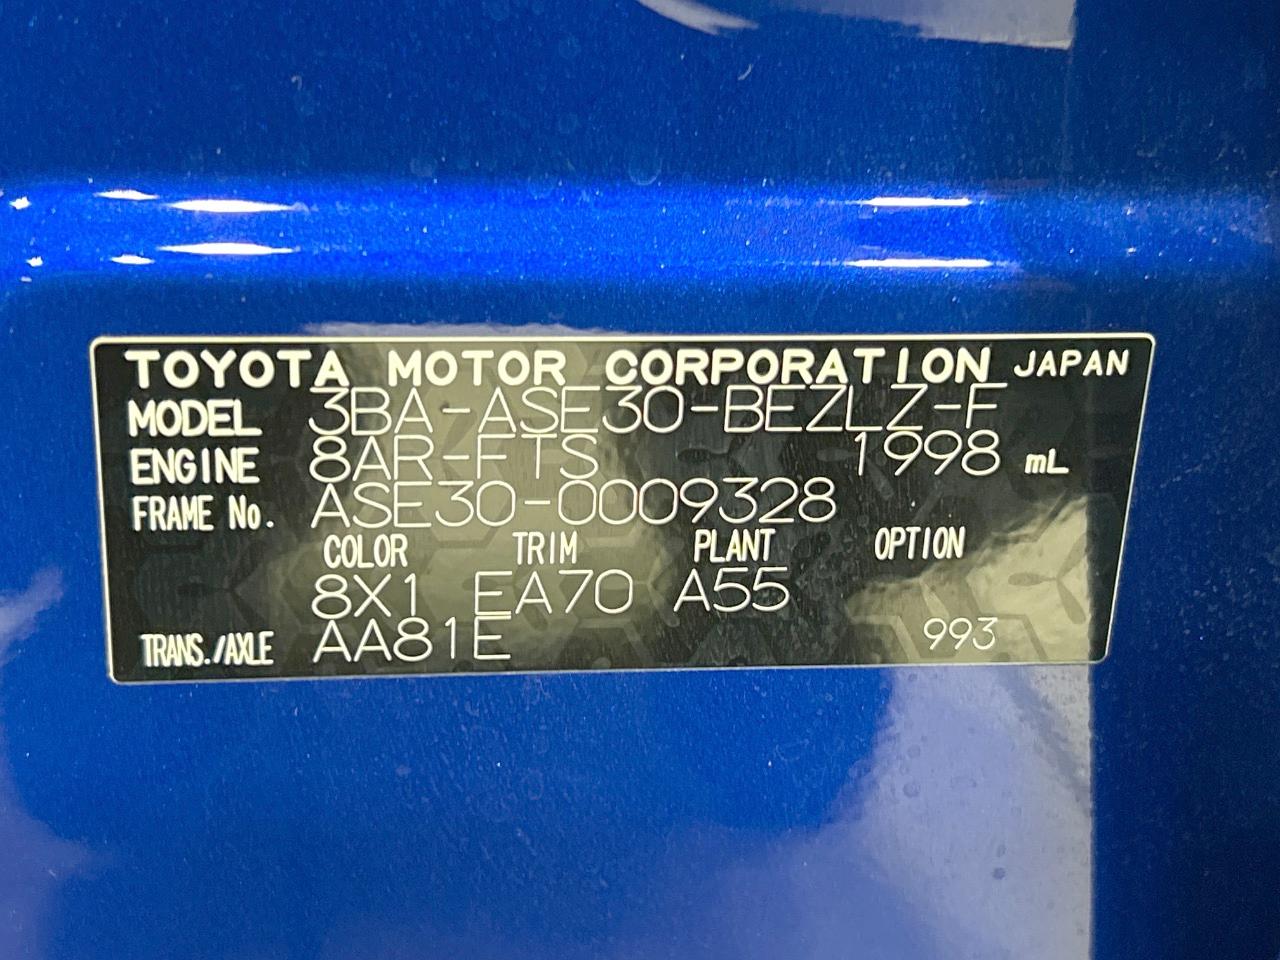 TOYOTA MOTOR CORPORATION JAPAN
MODEL 3BA-ASE30-BEZLZ-F
ENGINE 8AR-FTS 1998 mL
FRAME No. ASE30-0009328
COLOR TRIM PLANT OPTION
8X1 EA70 A55
TRANS./AXLE AA81E 993